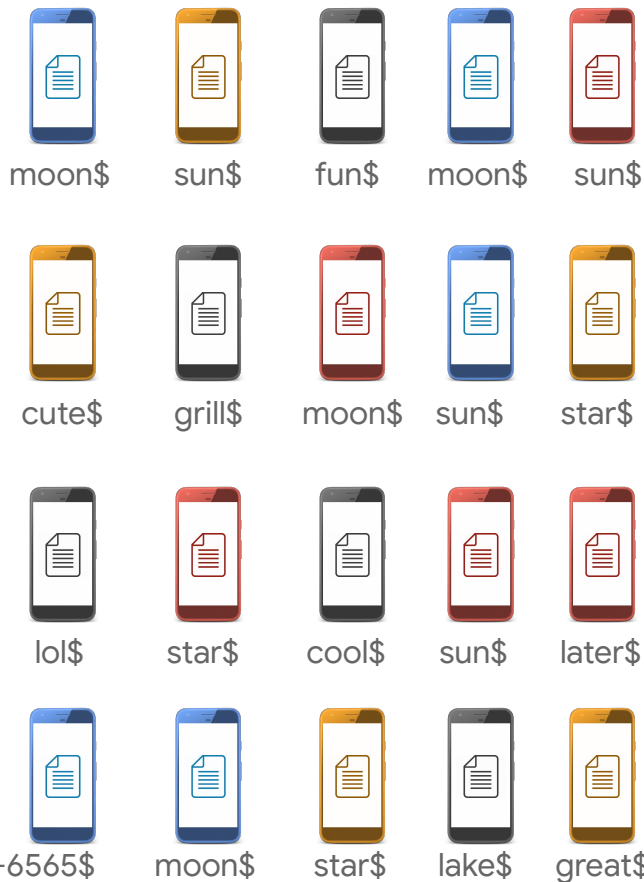 moon$ sun$ fun$ moon$ sun$
cute$ grill$ moon$ sun$ star$
lol$ star$ cool$ sun$ later$
-6565$ moon$ star$ lake$ great$